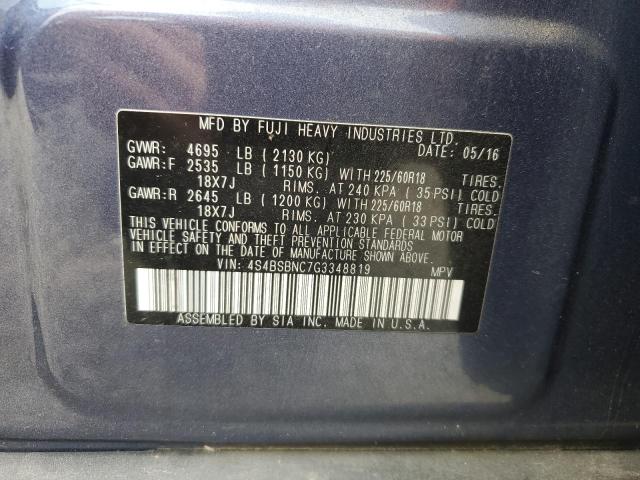 MFD BY FUJI HEAVY INDUSTRIES LTD.
GVWR: 4695 LB ( 2130 KG) DATE: 05/16
GAWR:F 2535 LB ( 1150 KG) WITH 225/60R18 TIRES.
18X7J RIMS. AT 240 KPA ( 35 PSI) COLD
GAWR:R 2645 LB ( 1200 KG) WITH 225/60R18 TIRES.
18X7J RIMS. AT 230 KPA ( 33 PSI) COLD
THIS VEHICLE CONFORMS TO ALL APPLICABLE FEDERAL MOTOR
VEHICLE SAFETY AND THEFT PREVENTION STANDARDS
IN EFFECT ON THE DATE OF MANUFACTURE SHOWN ABOVE.
VIN: 4S4BSBNC7G3348819 MPV
ASSEMBLED BY SIA INC. MADE IN U.S.A.